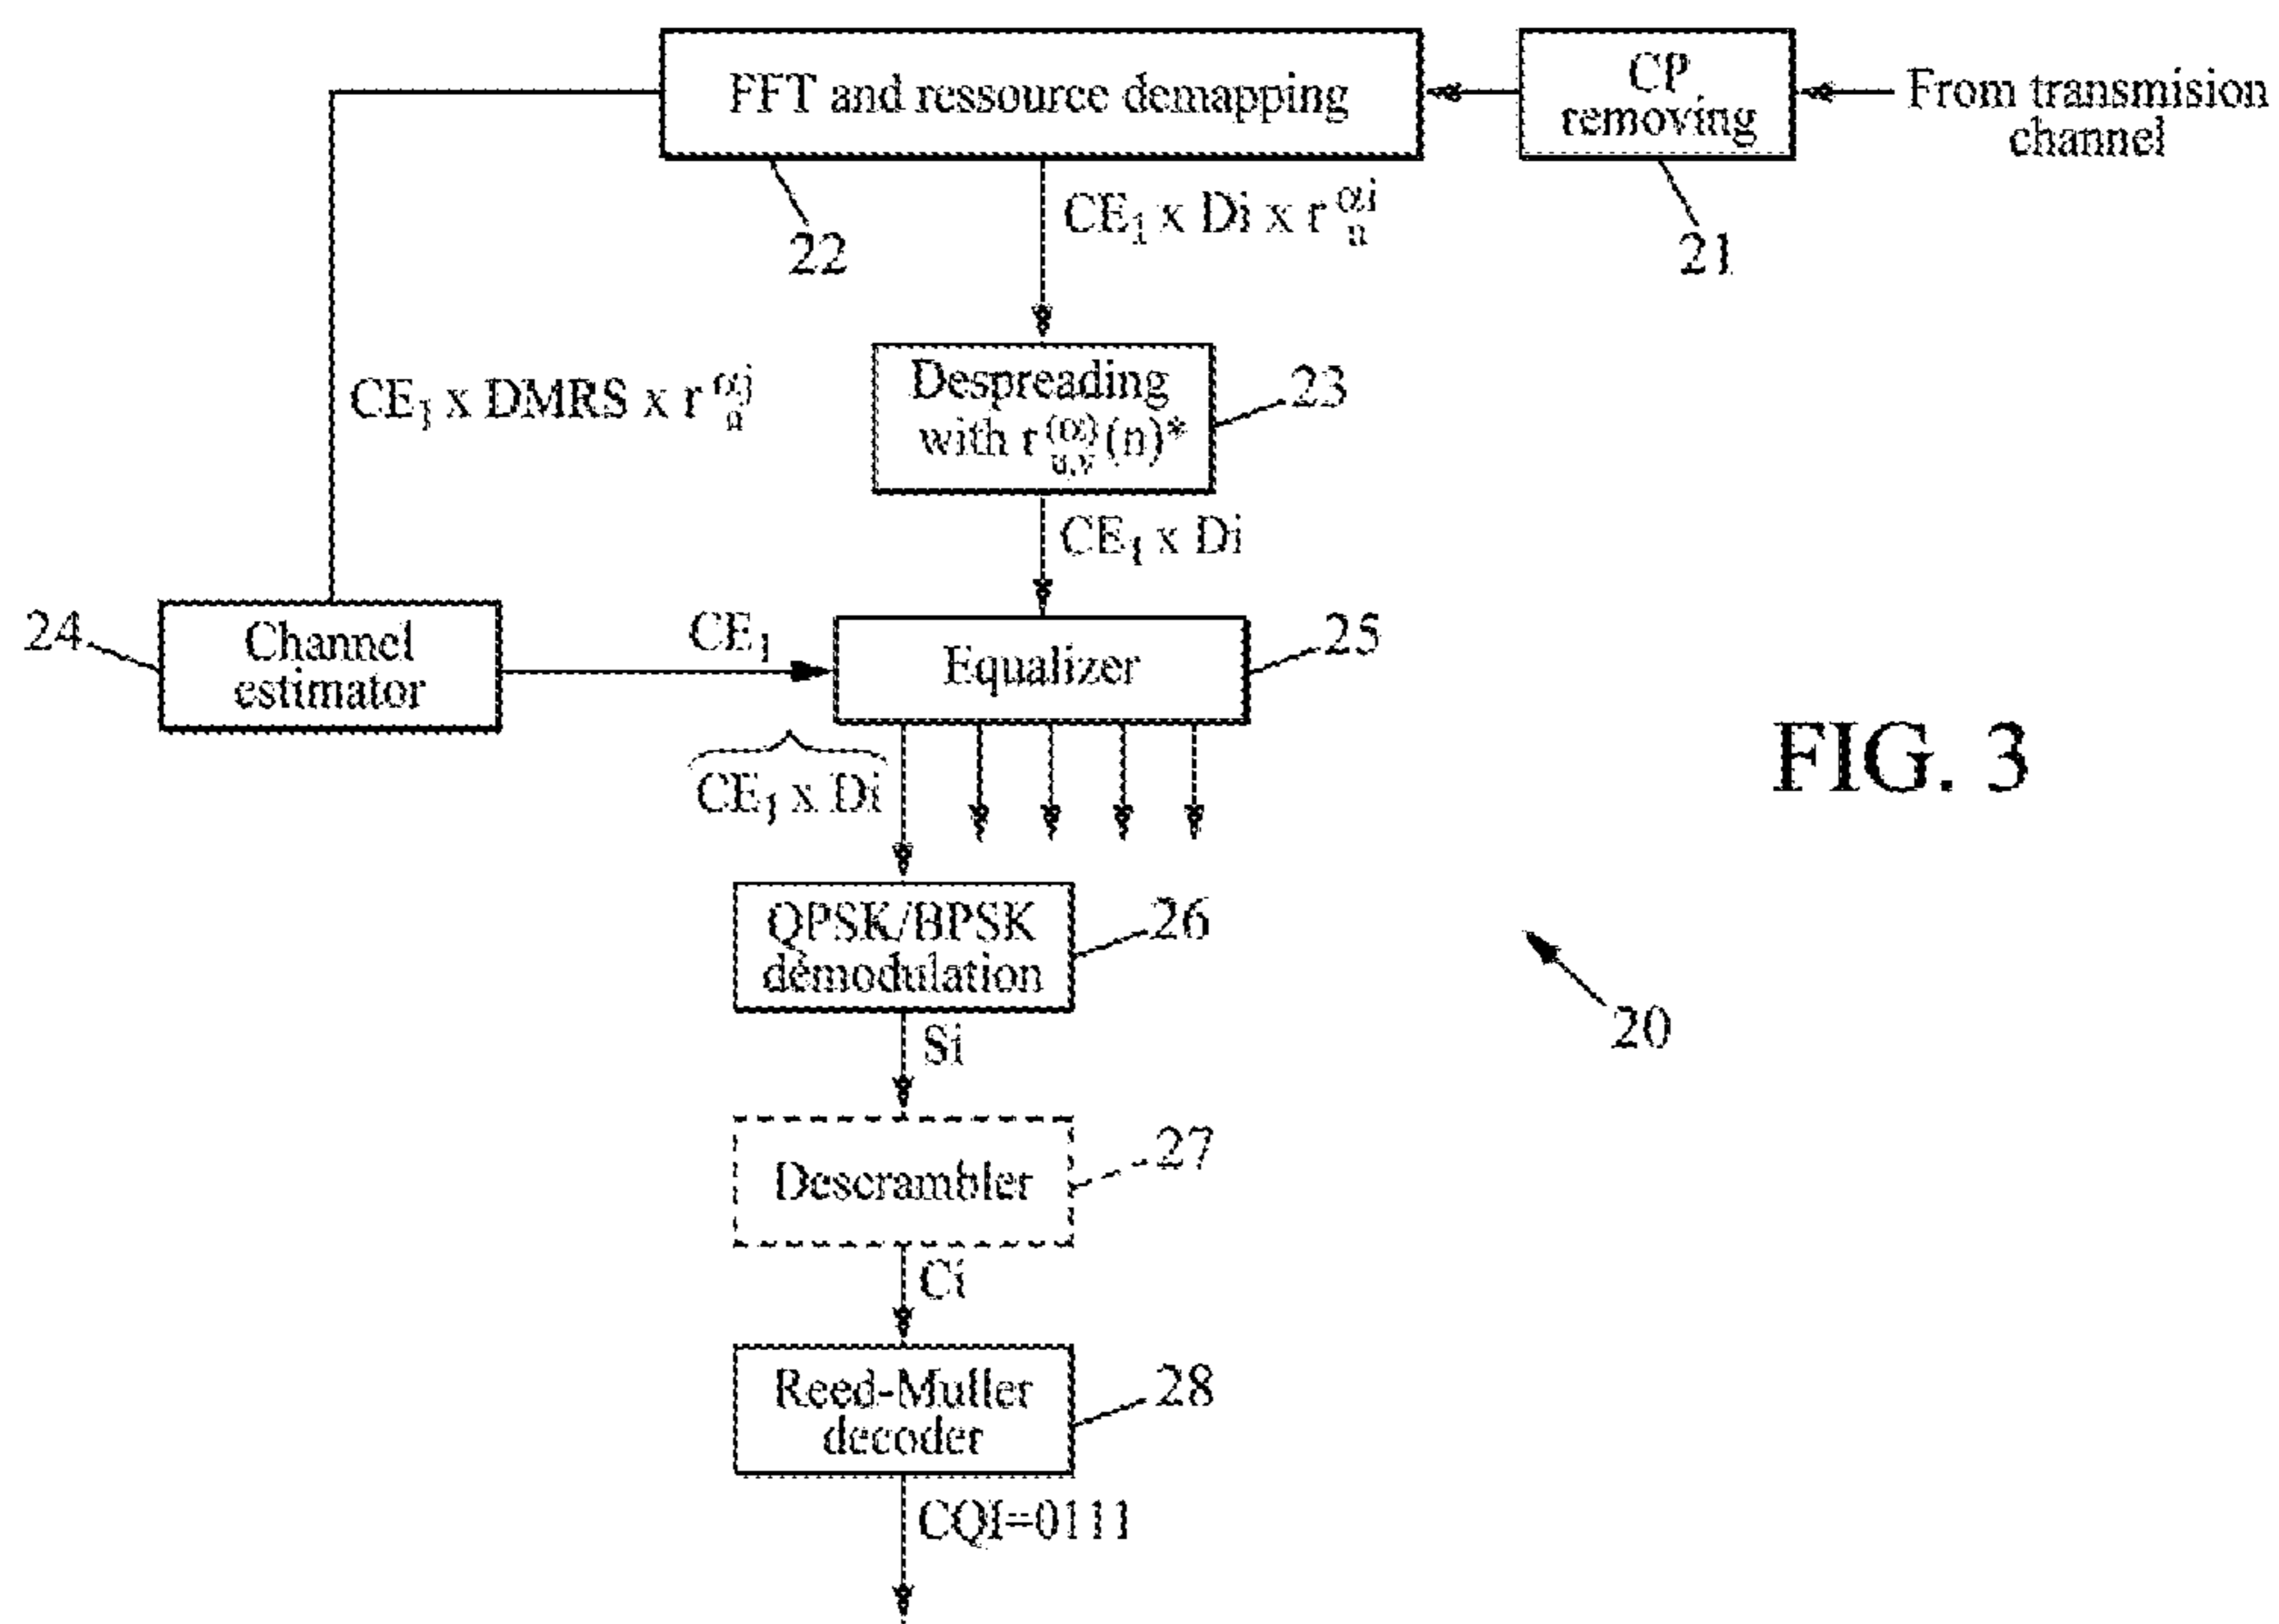 FFT and ressource demapping
CP
removing
From transmision
channel
22
CE₁ x Di x r αi u
21
CE₁ x DMRS x r αj u
Despreading
with r (α) u,v (n)*
23
CE₁ x Di
24
Channel
estimator
CE₁
Equalizer
25
CE₁ x Di
FIG. 3
QPSK/BPSK
démodulation
26
Si
20
Descrambler
27
Ci
Reed-Muller
decoder
28
CQI=0111